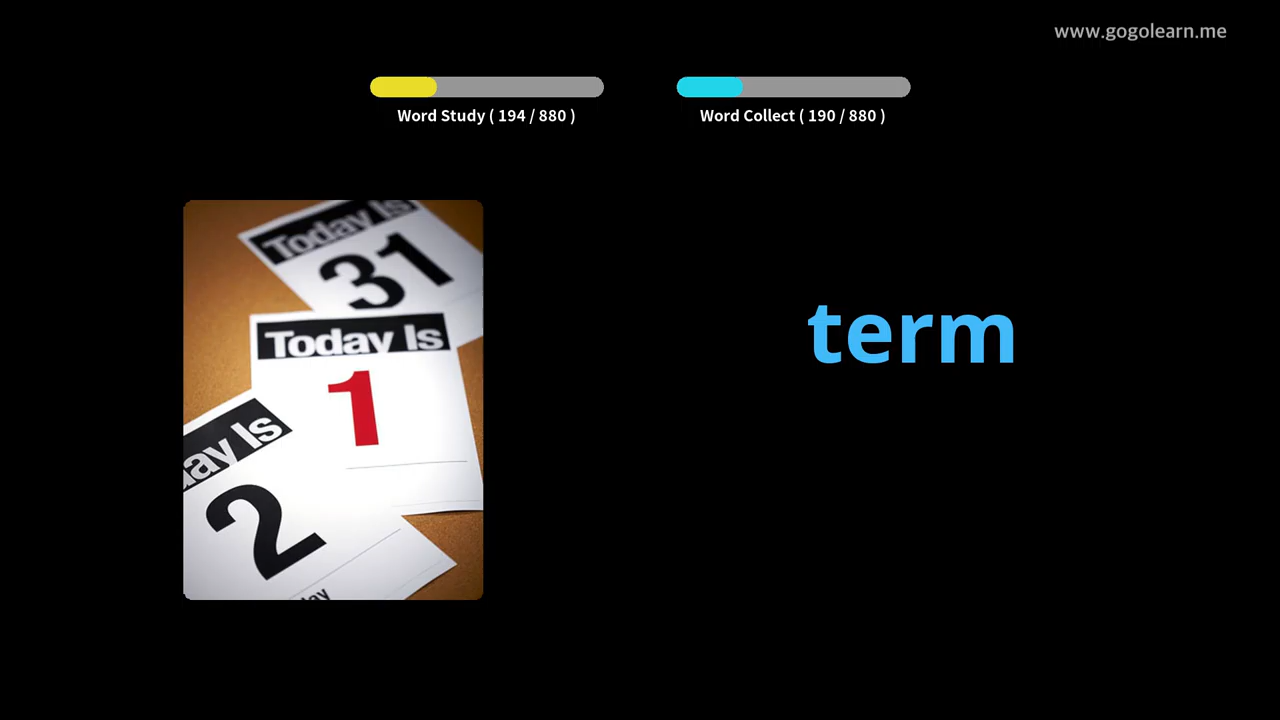 www.gogolearn.me
Word Study ( 194 / 880 )
Word Collect ( 190 / 880 )
Today Is
31
Today Is
1
ay Is
2
term